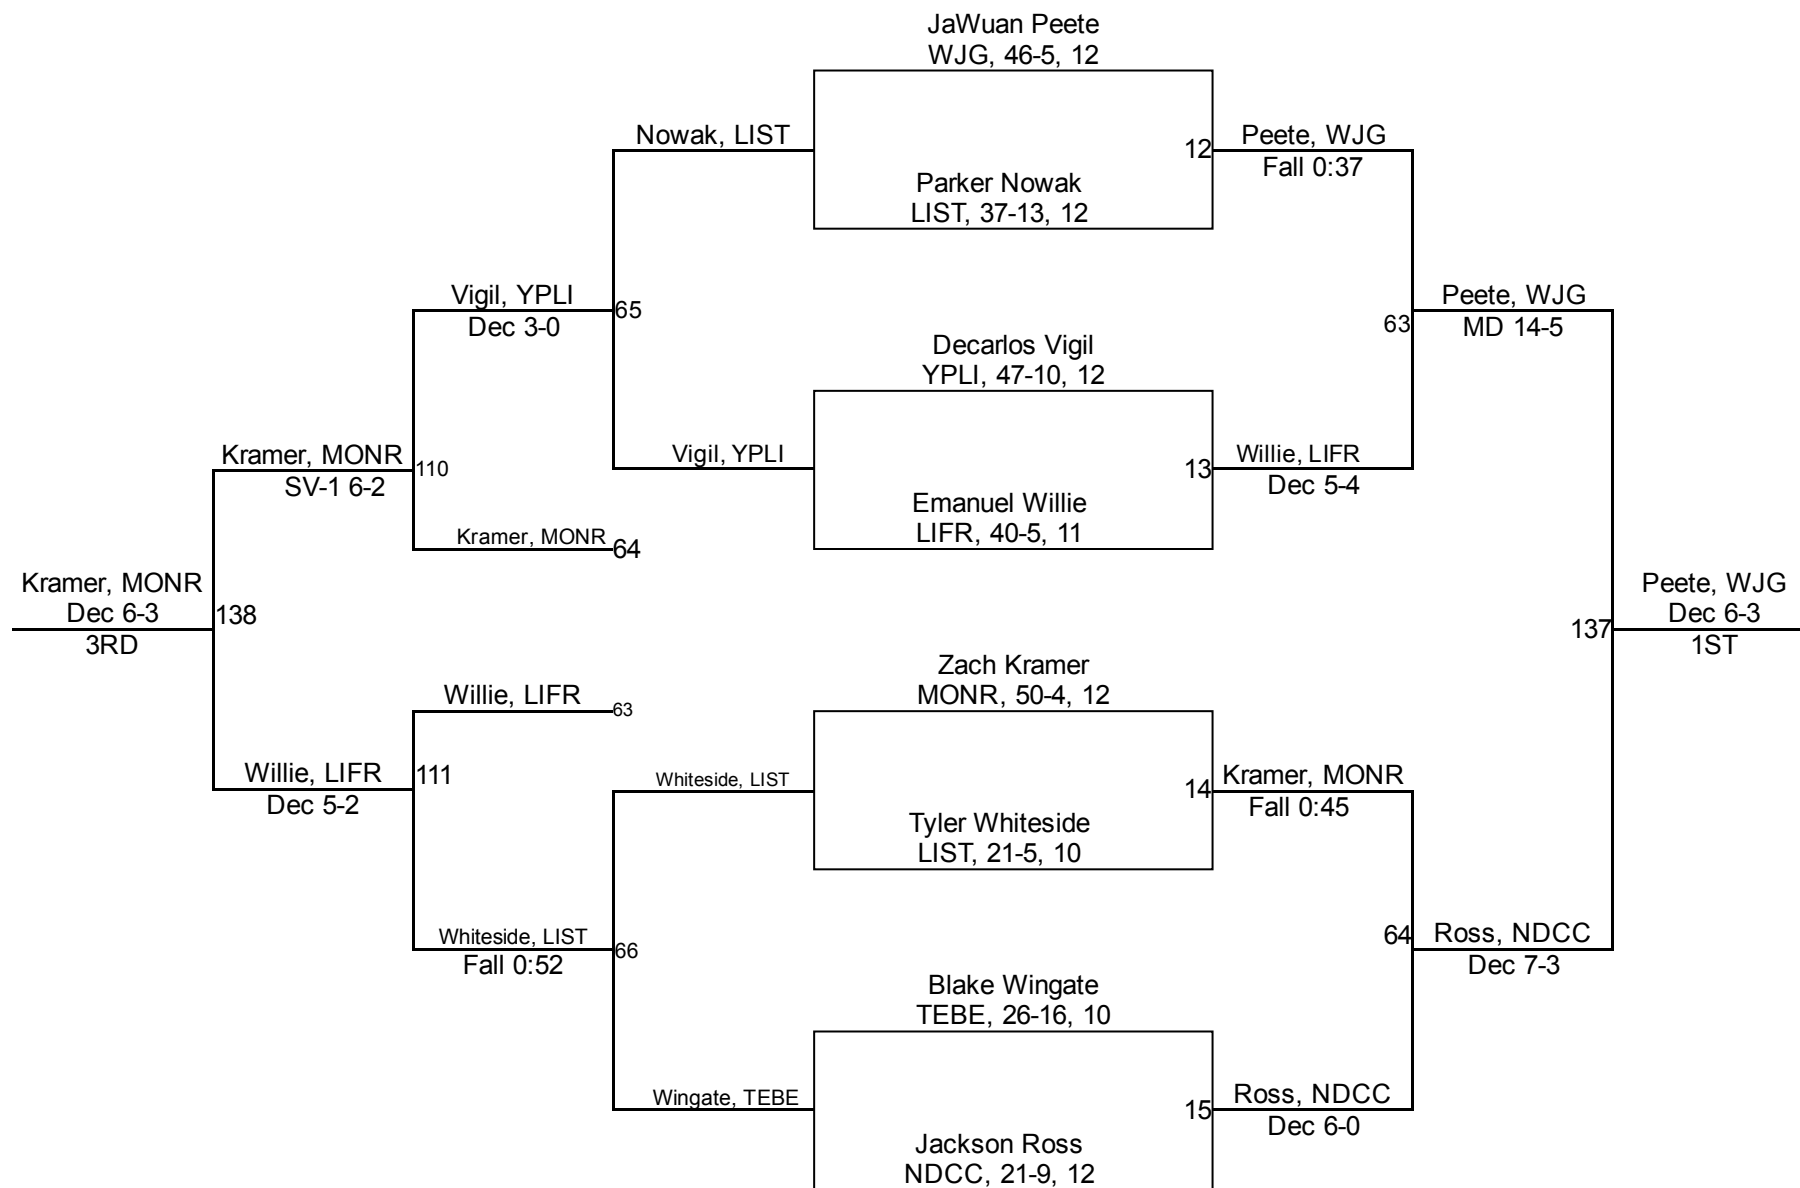 JaWuan Peete
WJG, 46-5, 12
Nowak, LIST
12
Peete, WJG
Fall 0:37
Parker Nowak
LIST, 37-13, 12
Vigil, YPLI
Dec 3-0
65
63
Peete, WJG
MD 14-5
Decarlos Vigil
YPLI, 47-10, 12
Kramer, MONR
SV-1 6-2
110
Vigil, YPLI
13
Willie, LIFR
Dec 5-4
Emanuel Willie
LIFR, 40-5, 11
Kramer, MONR
64
Kramer, MONR
Dec 6-3
3RD
138
137
Peete, WJG
Dec 6-3
1ST
Zach Kramer
MONR, 50-4, 12
Willie, LIFR
63
Willie, LIFR
Dec 5-2
111
Whiteside, LIST
14
Kramer, MONR
Fall 0:45
Tyler Whiteside
LIST, 21-5, 10
Whiteside, LIST
Fall 0:52
66
64
Ross, NDCC
Dec 7-3
Blake Wingate
TEBE, 26-16, 10
Wingate, TEBE
15
Ross, NDCC
Dec 6-0
Jackson Ross
NDCC, 21-9, 12